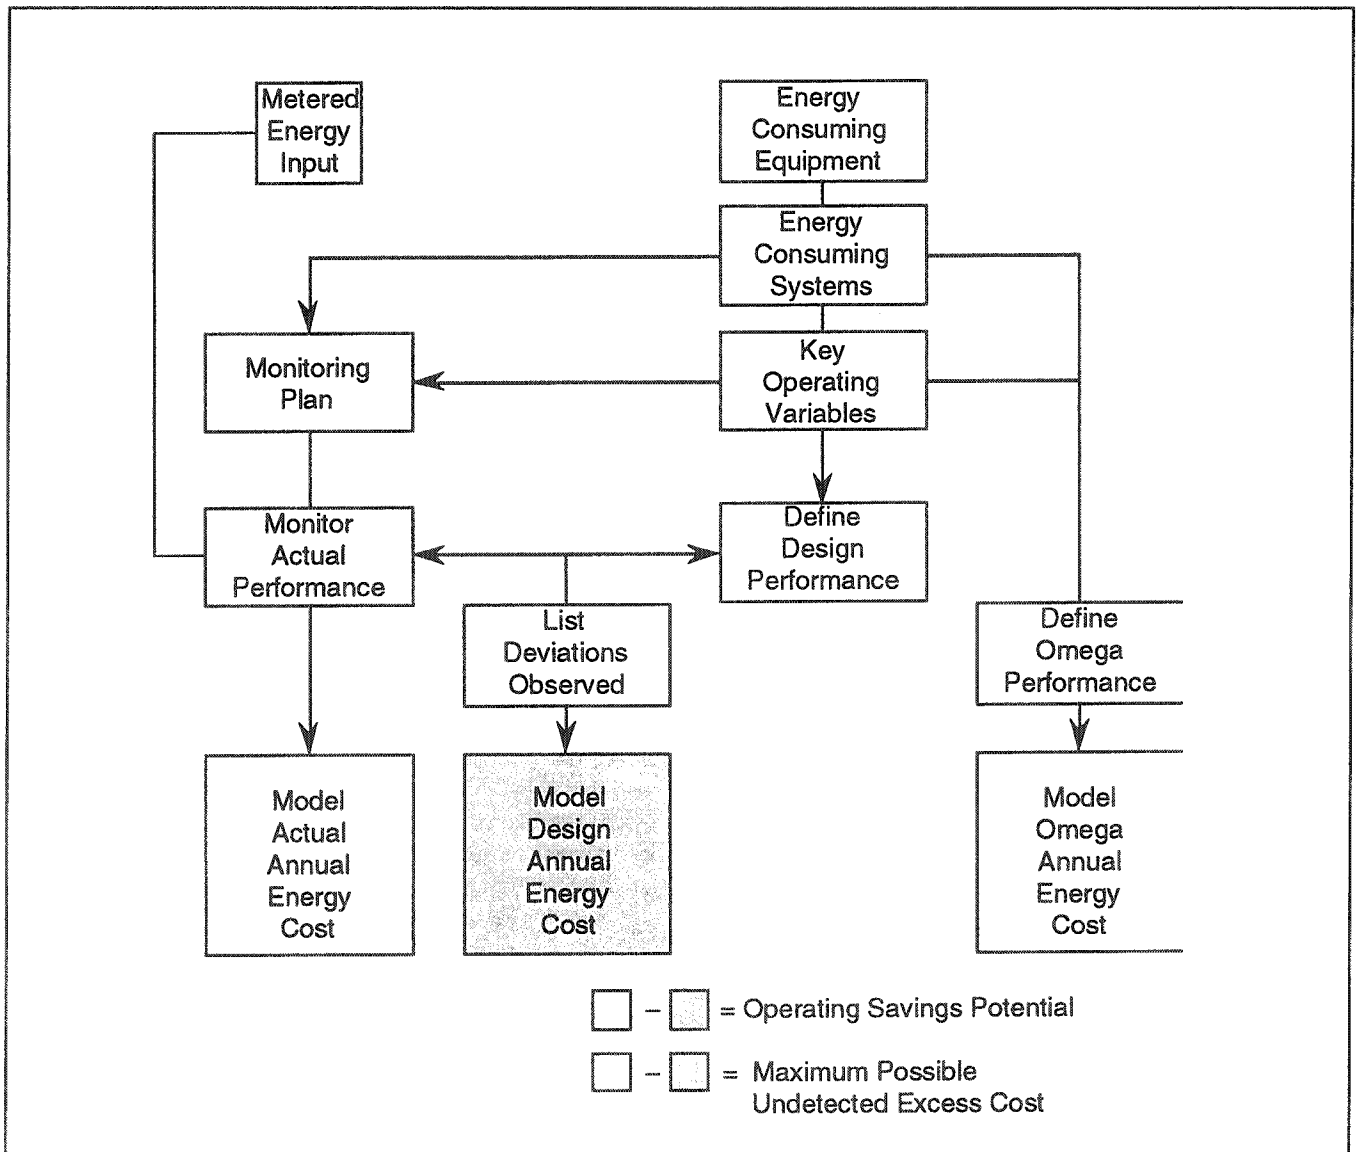 Metered
Energy
Input
Energy
Consuming
Equipment
Energy
Consuming
Systems
Monitoring
Plan
Key
Operating
Variables
Monitor
Actual
Performance
Define
Design
Performance
List
Deviations
Observed
Define
Omega
Performance
Model
Actual
Annual
Energy
Cost
Model
Design
Annual
Energy
Cost
Model
Omega
Annual
Energy
Cost
– = Operating Savings Potential
– = Maximum Possible
Undetected Excess Cost